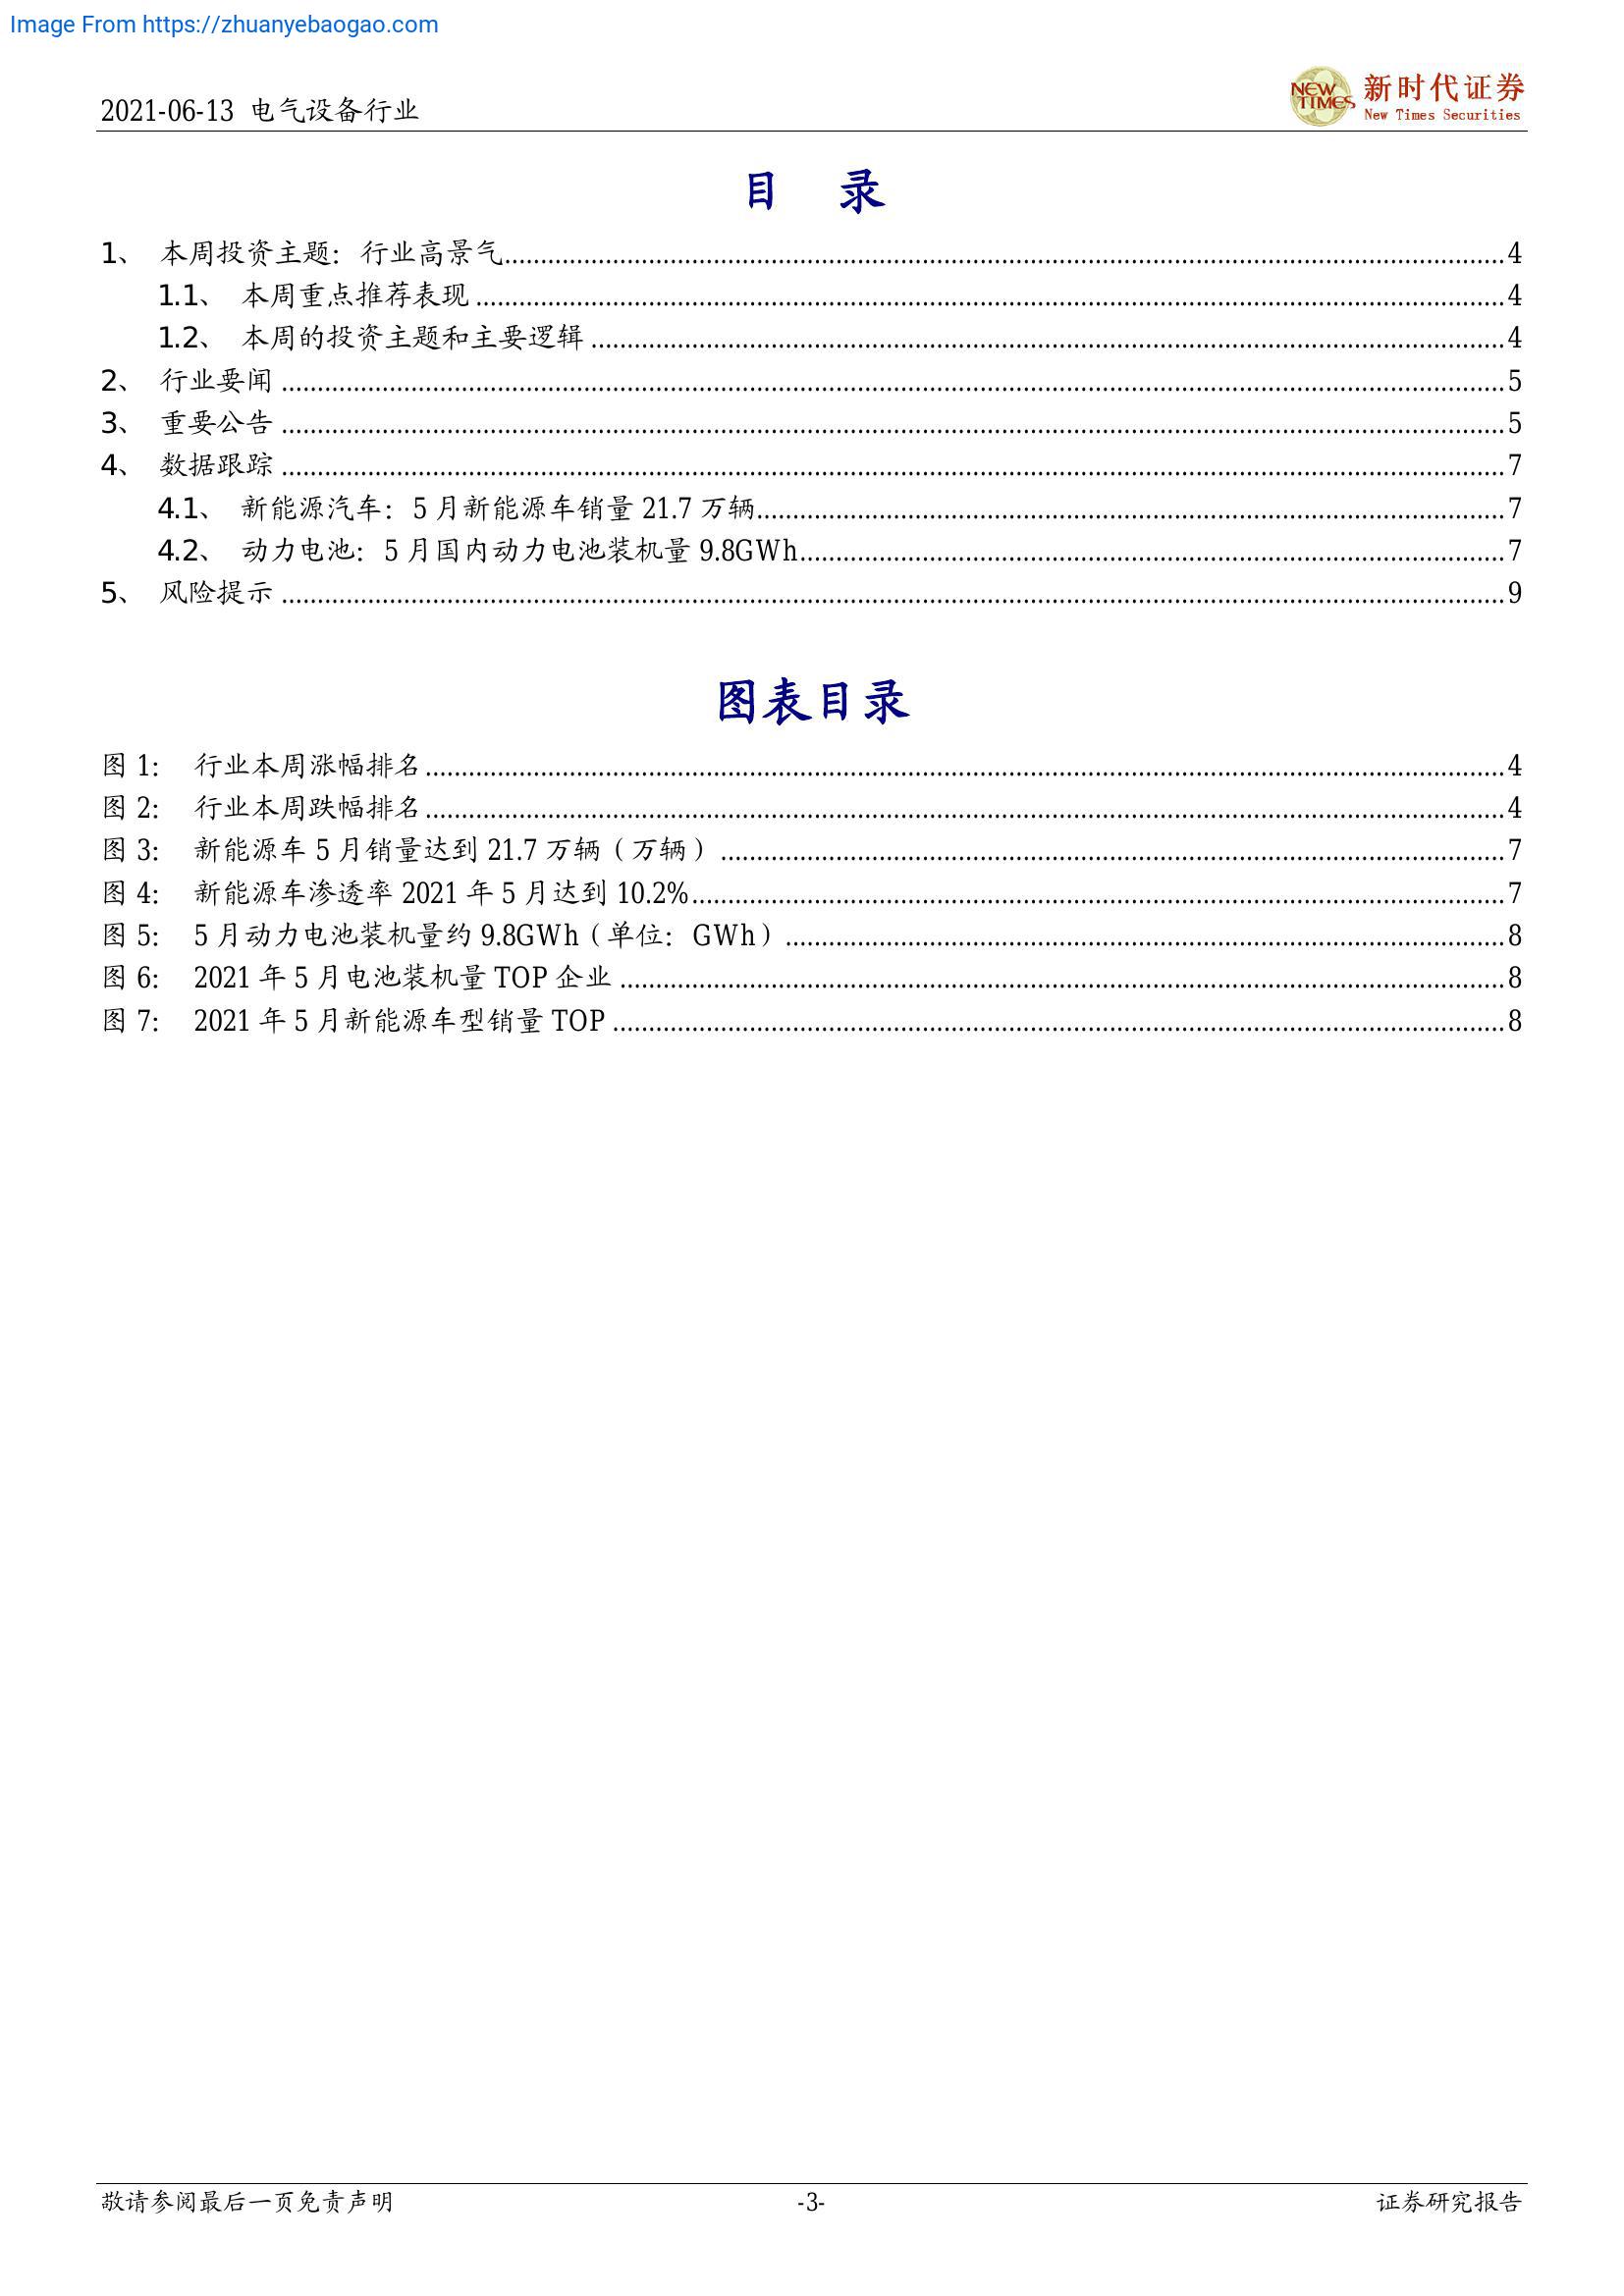 Image From https://zhuanyebaogao.com
2021-06-13 电气设备行业
NEW TIMES 新时代证券
New Times Securities
目 录
1、 本周投资主题：行业高景气 4
1.1、 本周重点推荐表现 4
1.2、 本周的投资主题和主要逻辑 4
2、 行业要闻 5
3、 重要公告 5
4、 数据跟踪 7
4.1、 新能源汽车：5 月新能源车销量 21.7 万辆 7
4.2、 动力电池：5 月国内动力电池装机量 9.8GWh 7
5、 风险提示 9
图表目录
图 1： 行业本周涨幅排名 4
图 2： 行业本周跌幅排名 4
图 3： 新能源车 5 月销量达到 21.7 万辆（万辆） 7
图 4： 新能源车渗透率 2021 年 5 月达到 10.2% 7
图 5： 5 月动力电池装机量约 9.8GWh（单位：GWh） 8
图 6： 2021 年 5 月电池装机量 TOP 企业 8
图 7： 2021 年 5 月新能源车型销量 TOP 8
敬请参阅最后一页免责声明 -3- 证券研究报告